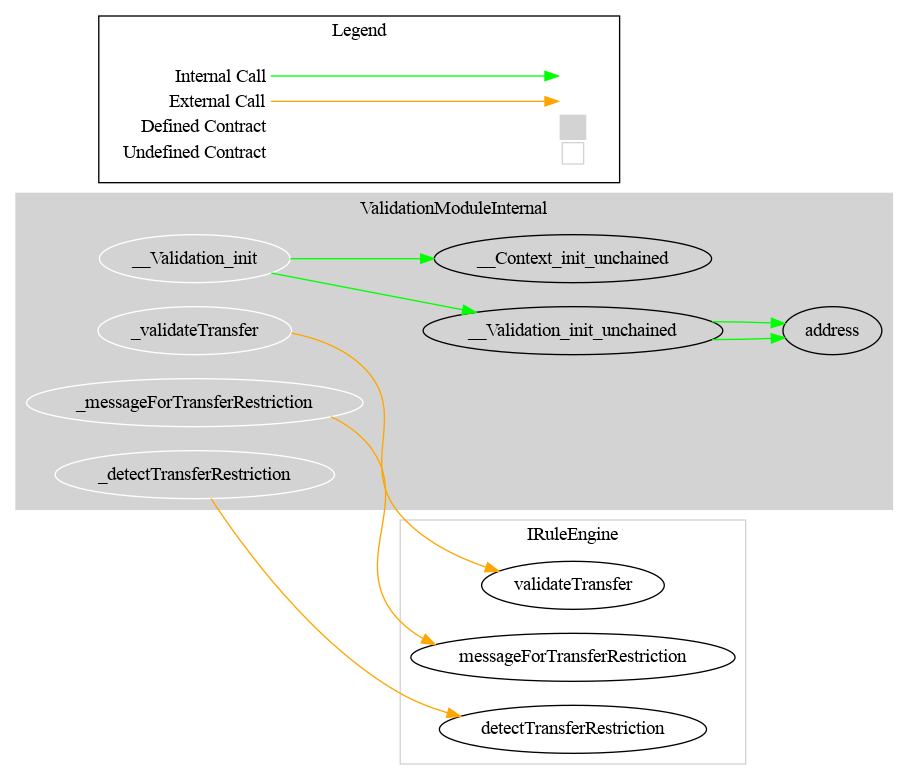 Legend
Internal Call
External Call
Defined Contract
Undefined Contract
ValidationModuleInternal
__Validation_init
__Context_init_unchained
_validateTransfer
__Validation_init_unchained
address
_messageForTransferRestriction
_detectTransferRestriction
IRuleEngine
validateTransfer
messageForTransferRestriction
detectTransferRestriction